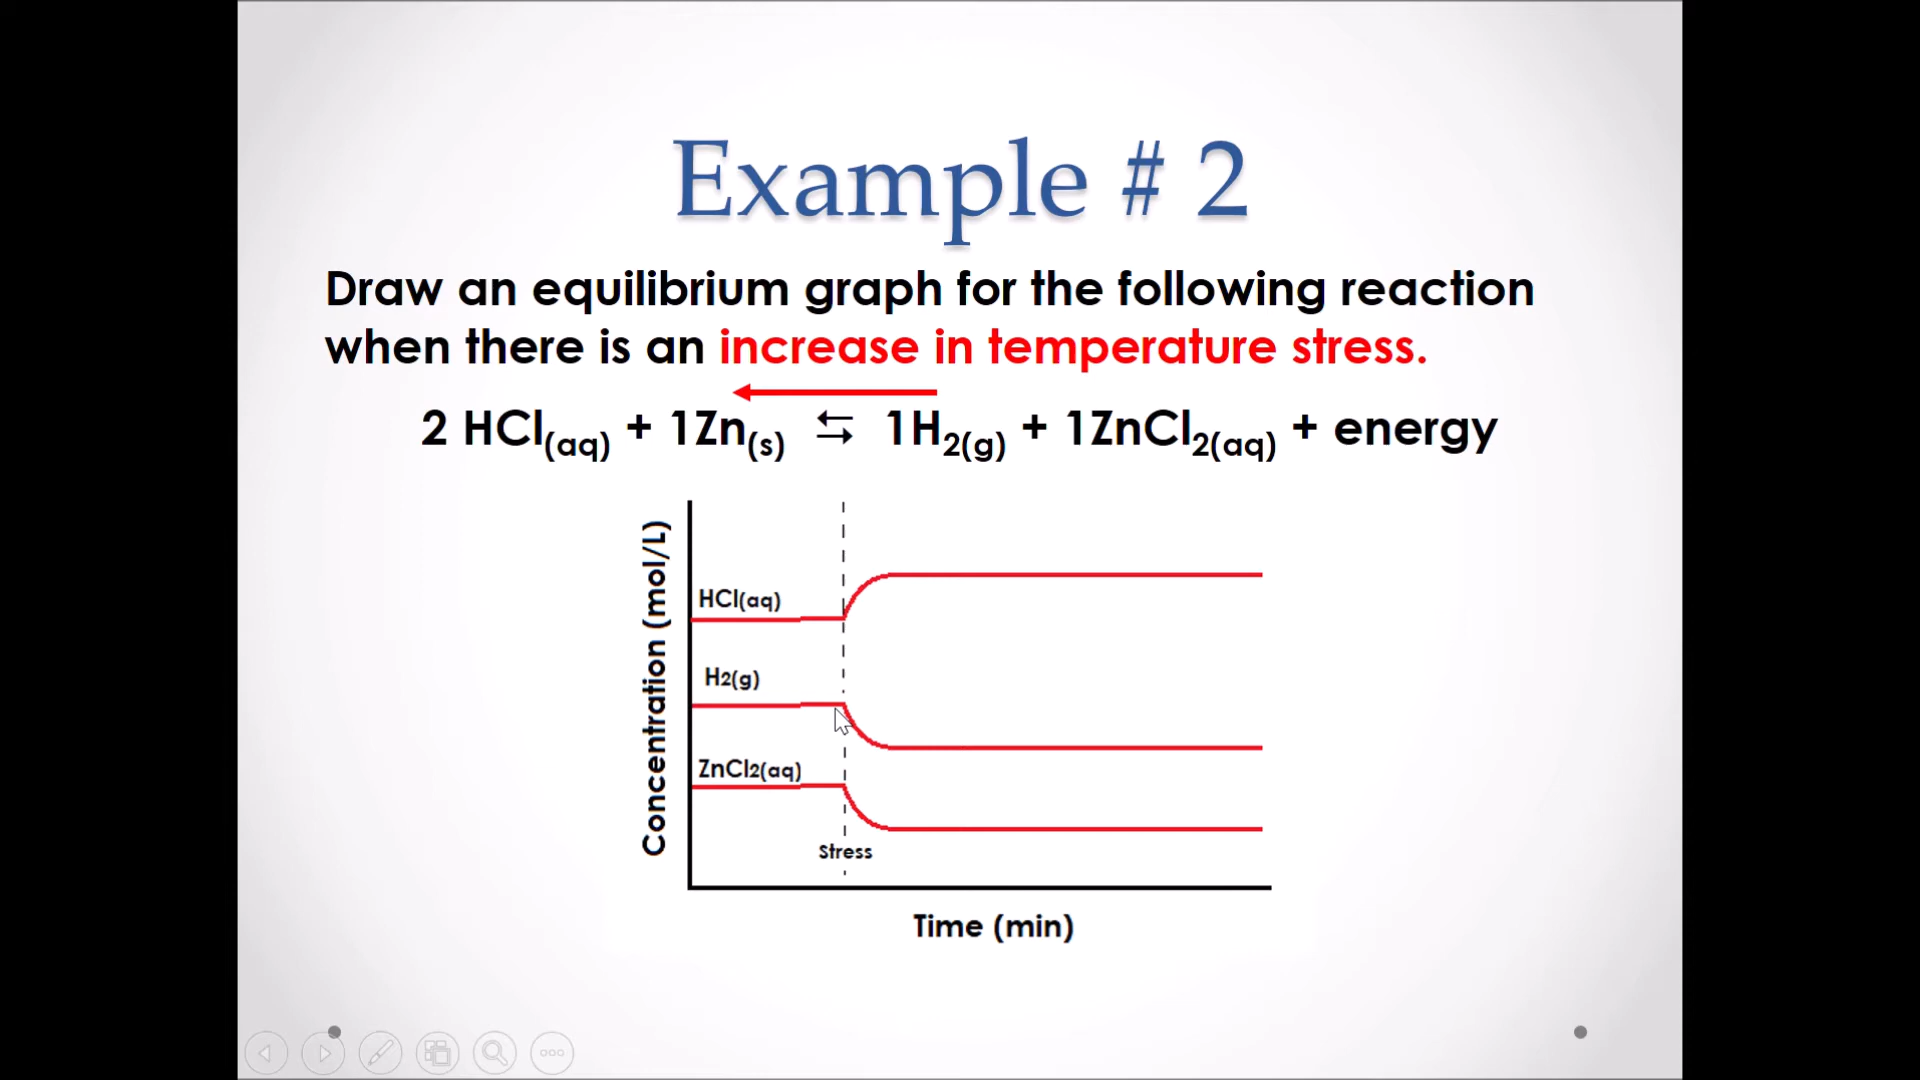 Example # 2
Draw an equilibrium graph for the following reaction
when there is an increase in temperature stress.
2 HCl(aq) + 1Zn(s) ⇆ 1H2(g) + 1ZnCl2(aq) + energy
Concentration (mol/L)
HCl(aq)
H2(g)
ZnCl2(aq)
Stress
Time (min)